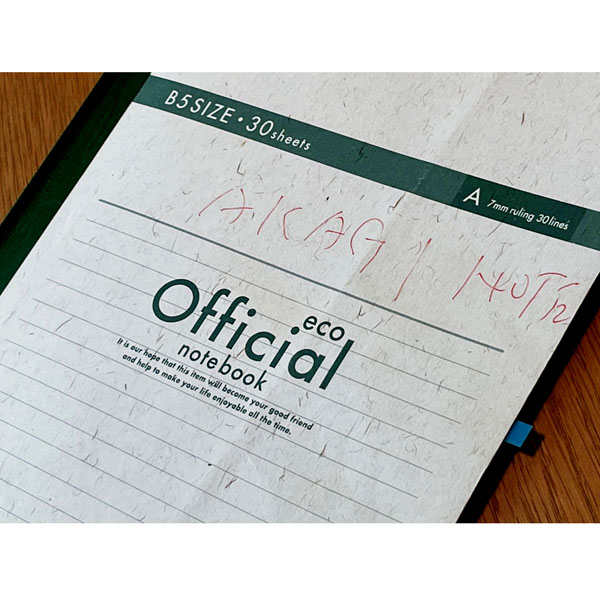 B5SIZE・30sheets
A 7mm ruling 30lines
AKAGI NOTE
eco
Official
notebook
It is our hope that this item will become your good friend
and help to make your life enjoyable all the time.